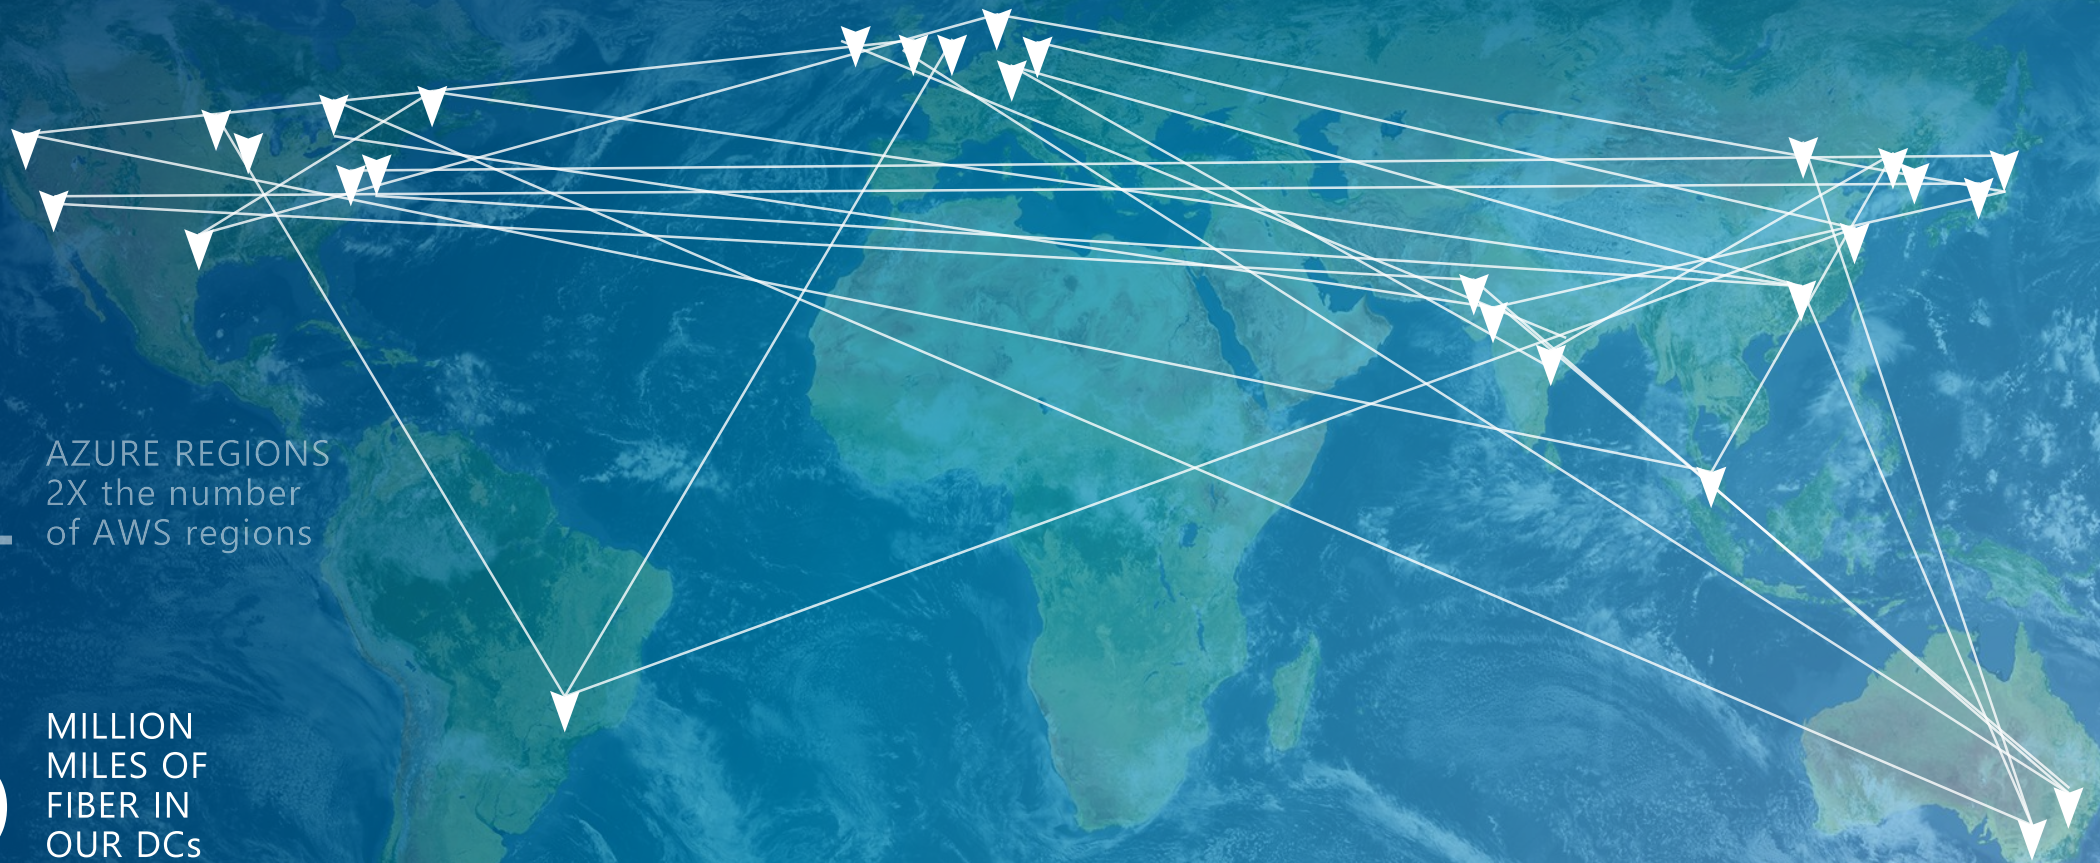 AZURE REGIONS
2X the number
of AWS regions
MILLION
MILES OF
FIBER IN
OUR DCs